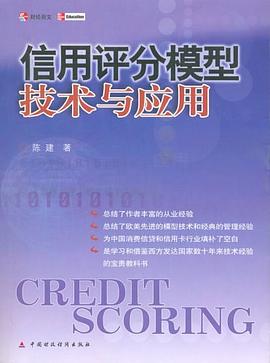 财经易文
Education
信用评分模型
技术与应用
陈 建 著
总结了作者丰富的从业经验
总结了欧美先进的模型技术和经典的管理经验
为中国消费信贷和信用卡行业填补了空白
是学习和借鉴西方发达国家数十年来技术经验
的宝贵教科书
CREDIT
SCORING
中国财政经济出版社